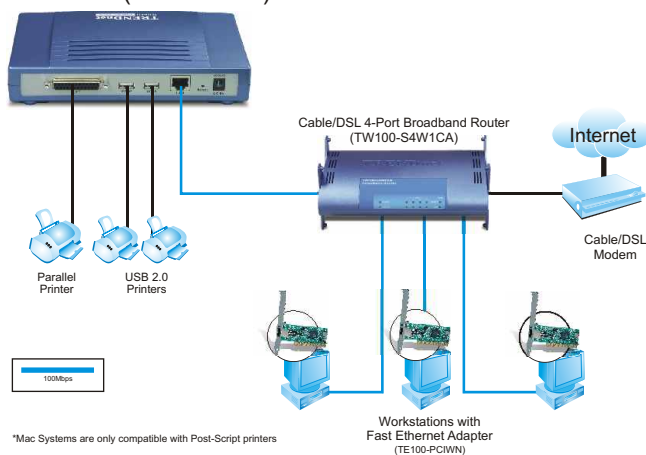 TRENDnet
Cable/DSL 4-Port Broadband Router
(TW100-S4W1CA)
Internet
Cable/DSL
Modem
Parallel
Printer
USB 2.0
Printers
100Mbps
Workstations with
Fast Ethernet Adapter
(TE100-PCIWN)
*Mac Systems are only compatible with Post-Script printers